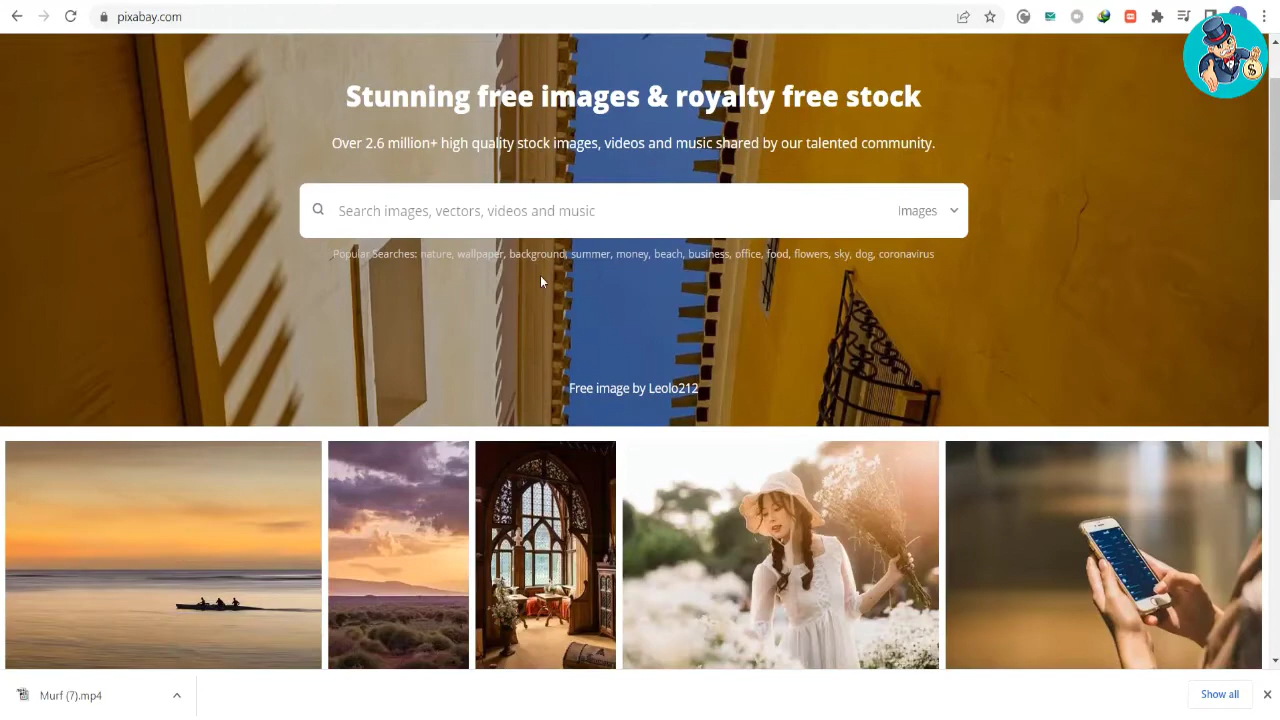 pixabay.com
Stunning free images & royalty free stock
Over 2.6 million+ high quality stock images, videos and music shared by our talented community.
Search images, vectors, videos and music
Images
Popular Searches: nature, wallpaper, background, summer, money, beach, business, office, food, flowers, sky, dog, coronavirus
Free image by Leolo212
Murf (7).mp4
Show all